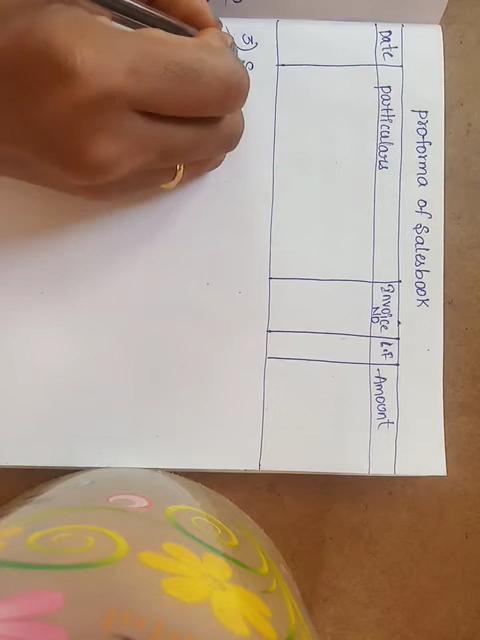 proforma of Salesbook
Date particulars Invoice No L.F Amount
3) S